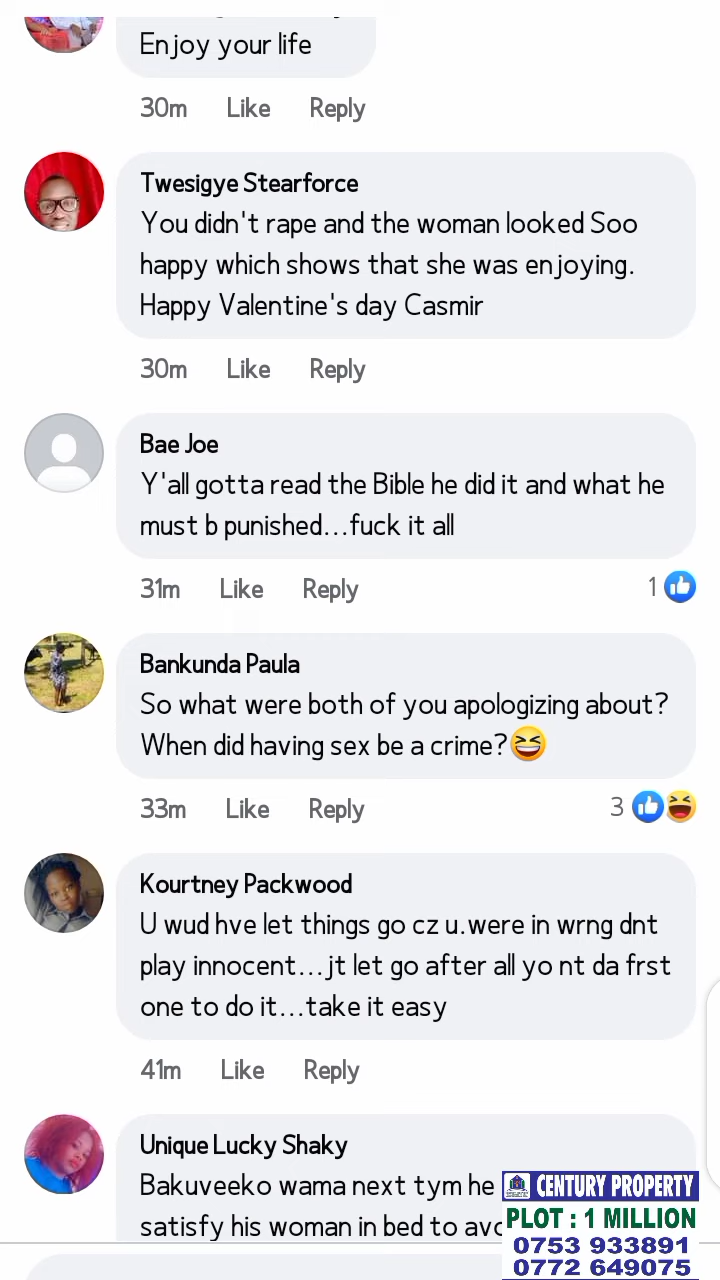 Enjoy your life
30m Like Reply
Twesigye Stearforce
You didn't rape and the woman looked Soo
happy which shows that she was enjoying.
Happy Valentine's day Casmir
30m Like Reply
Bae Joe
Y'all gotta read the Bible he did it and what he
must b punished...fuck it all
31m Like Reply 1
Bankunda Paula
So what were both of you apologizing about?
When did having sex be a crime?😆
33m Like Reply 3
Kourtney Packwood
U wud hve let things go cz u.were in wrng dnt
play innocent...jt let go after all yo nt da frst
one to do it...take it easy
41m Like Reply
Unique Lucky Shaky
Bakuveeko wama next tym he
satisfy his woman in bed to
CENTURY PROPERTY
PLOT : 1 MILLION
0753 933891
0772 649075